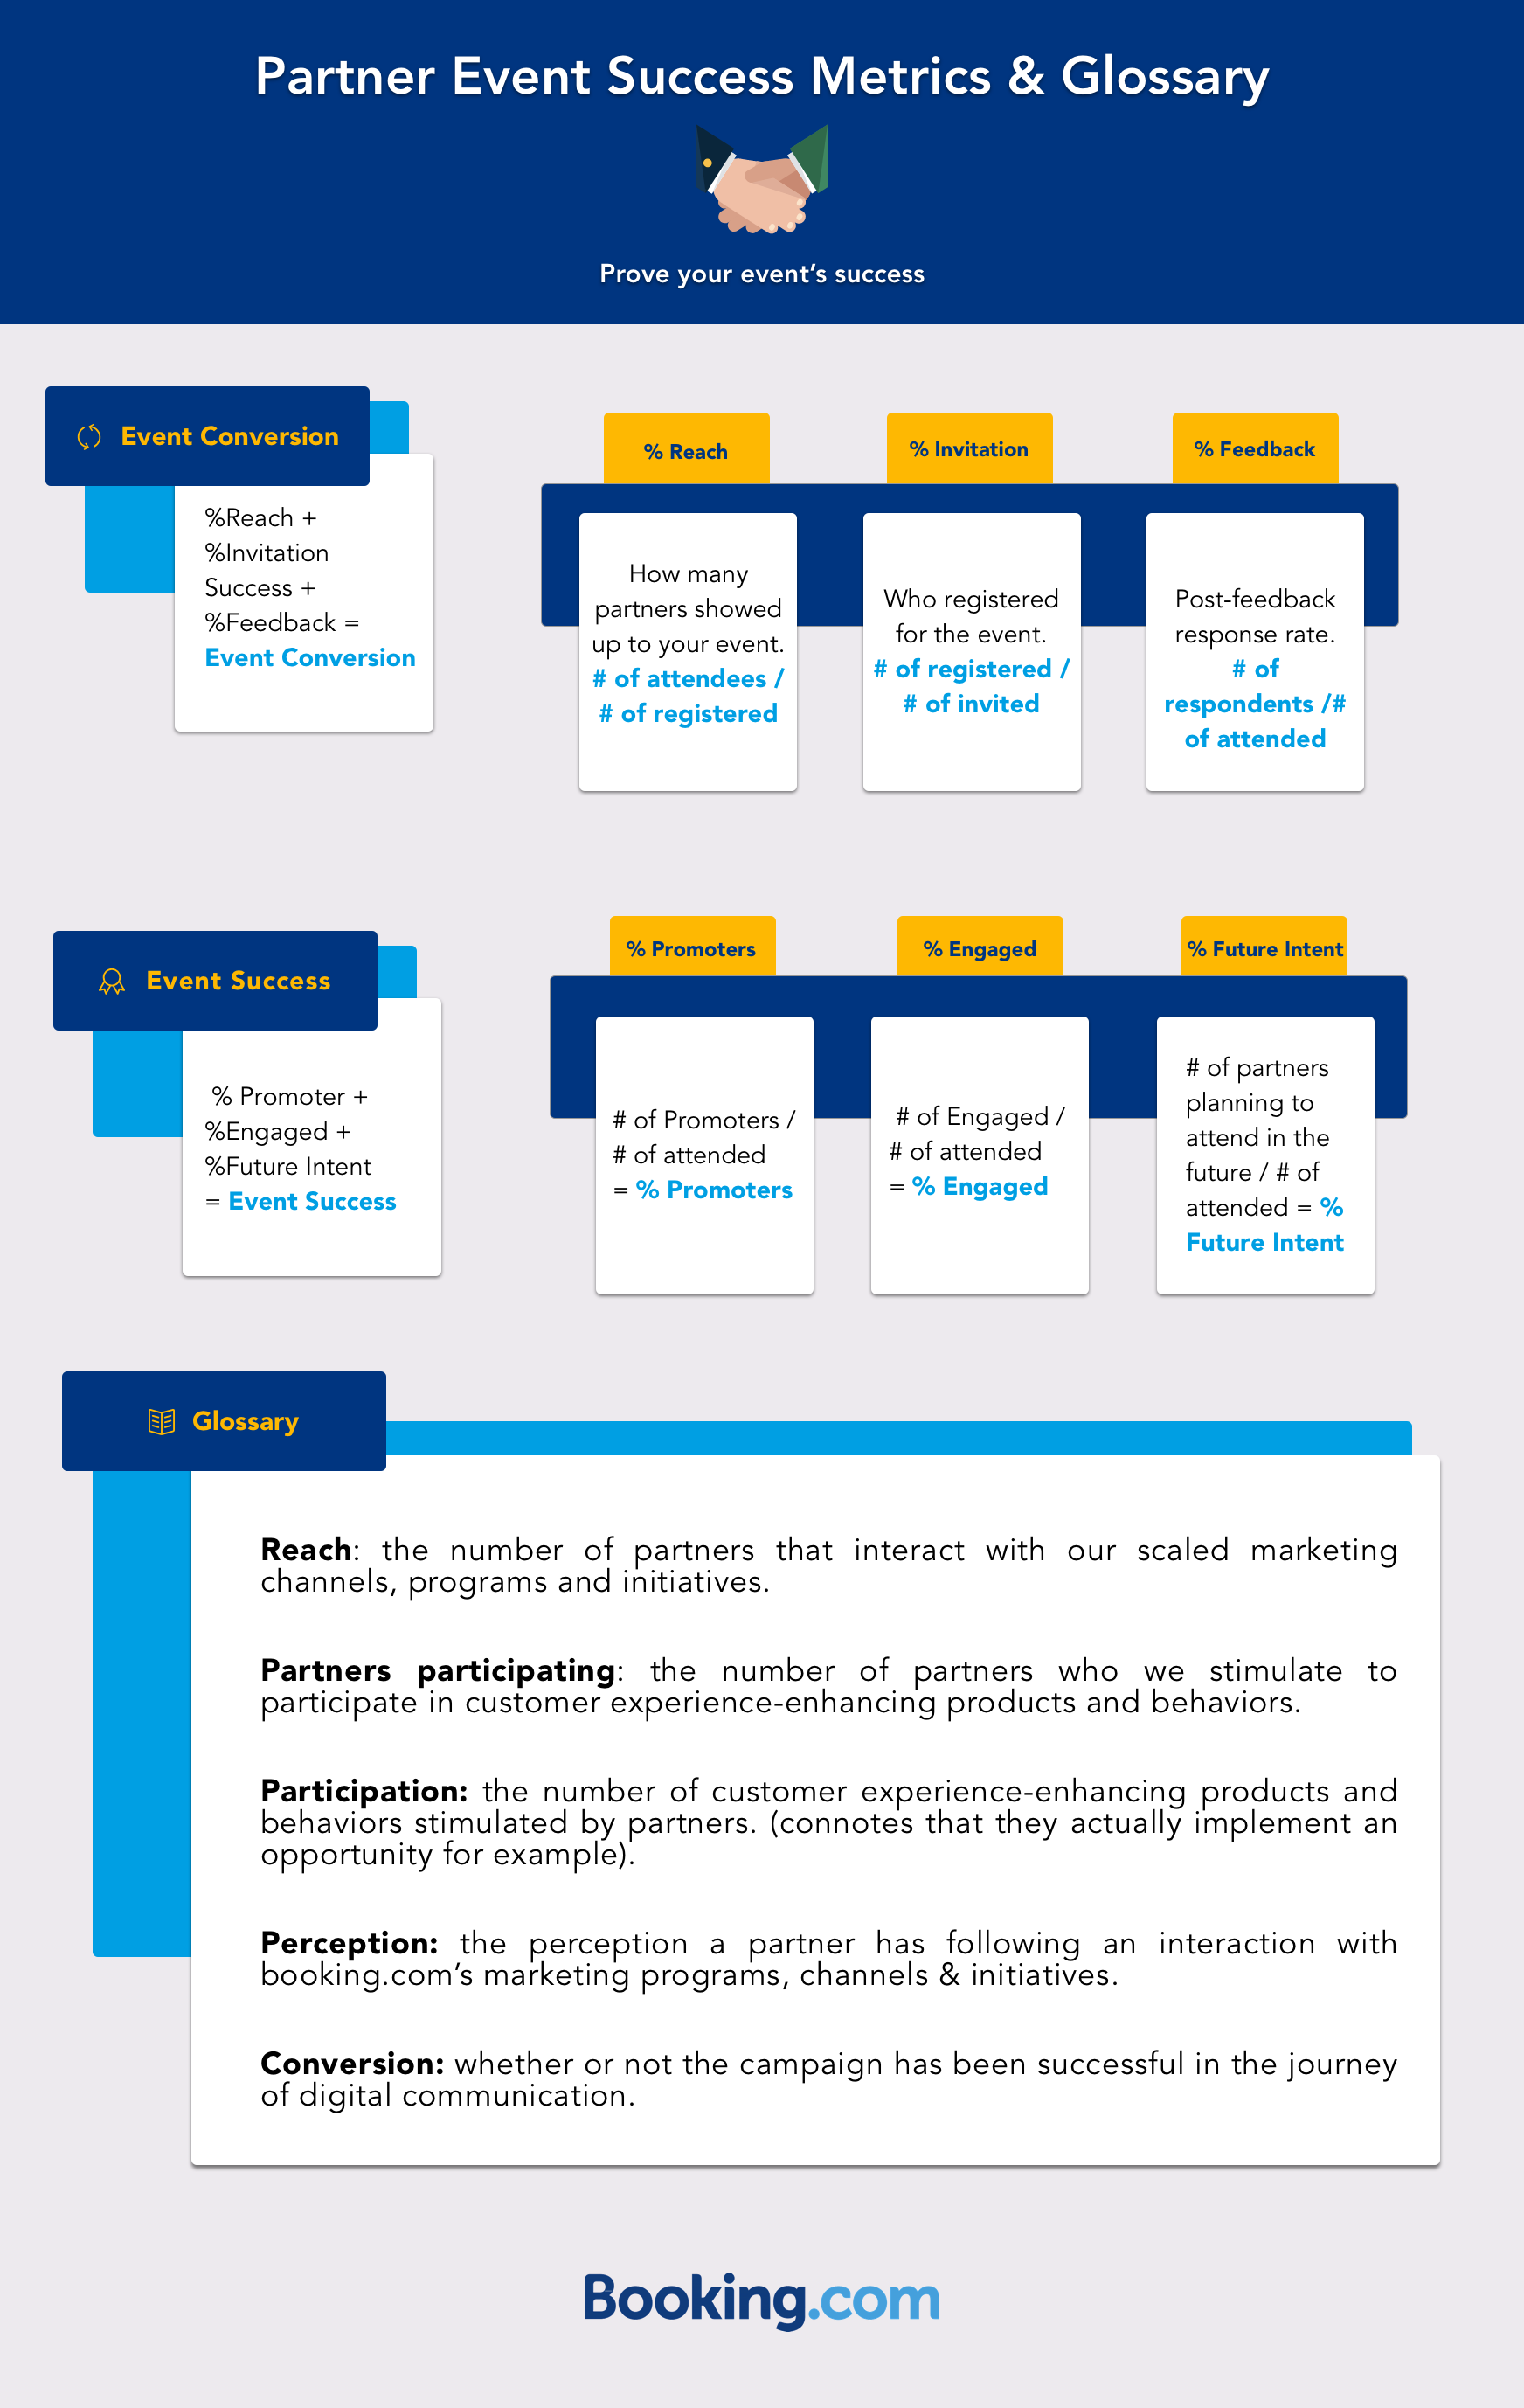 Partner Event Success Metrics & Glossary
Prove your event’s success
Event Conversion
%Reach +
%Invitation
Success +
%Feedback =
Event Conversion
% Reach
How many
partners showed
up to your event.
# of attendees /
# of registered
% Invitation
Who registered
for the event.
# of registered /
# of invited
% Feedback
Post-feedback
response rate.
# of
respondents /#
of attended
Event Success
% Promoter +
%Engaged +
%Future Intent
= Event Success
% Promoters
# of Promoters /
# of attended
= % Promoters
% Engaged
# of Engaged /
# of attended
= % Engaged
% Future Intent
# of partners
planning to
attend in the
future / # of
attended = %
Future Intent
Glossary
Reach: the number of partners that interact with our scaled marketing
channels, programs and initiatives.
Partners participating: the number of partners who we stimulate to
participate in customer experience-enhancing products and behaviors.
Participation: the number of customer experience-enhancing products and
behaviors stimulated by partners. (connotes that they actually implement an
opportunity for example).
Perception: the perception a partner has following an interaction with
booking.com’s marketing programs, channels & initiatives.
Conversion: whether or not the campaign has been successful in the journey
of digital communication.
Booking.com